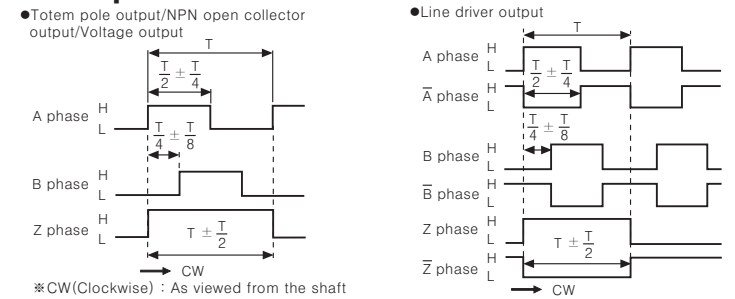 ●Totem pole output/NPN open collector
output/Voltage output
T
T/2 ± T/4
A phase H
L
T/4 ± T/8
B phase H
L
Z phase H
L
T ± T/2
CW
※CW(Clockwise) : As viewed from the shaft
●Line driver output
T
A phase H
L
T/2 ± T/4
A̅ phase H
L
T/4 ± T/8
B phase H
L
B̅ phase H
L
Z phase H
L
T ± T/2
Z̅ phase H
L
CW